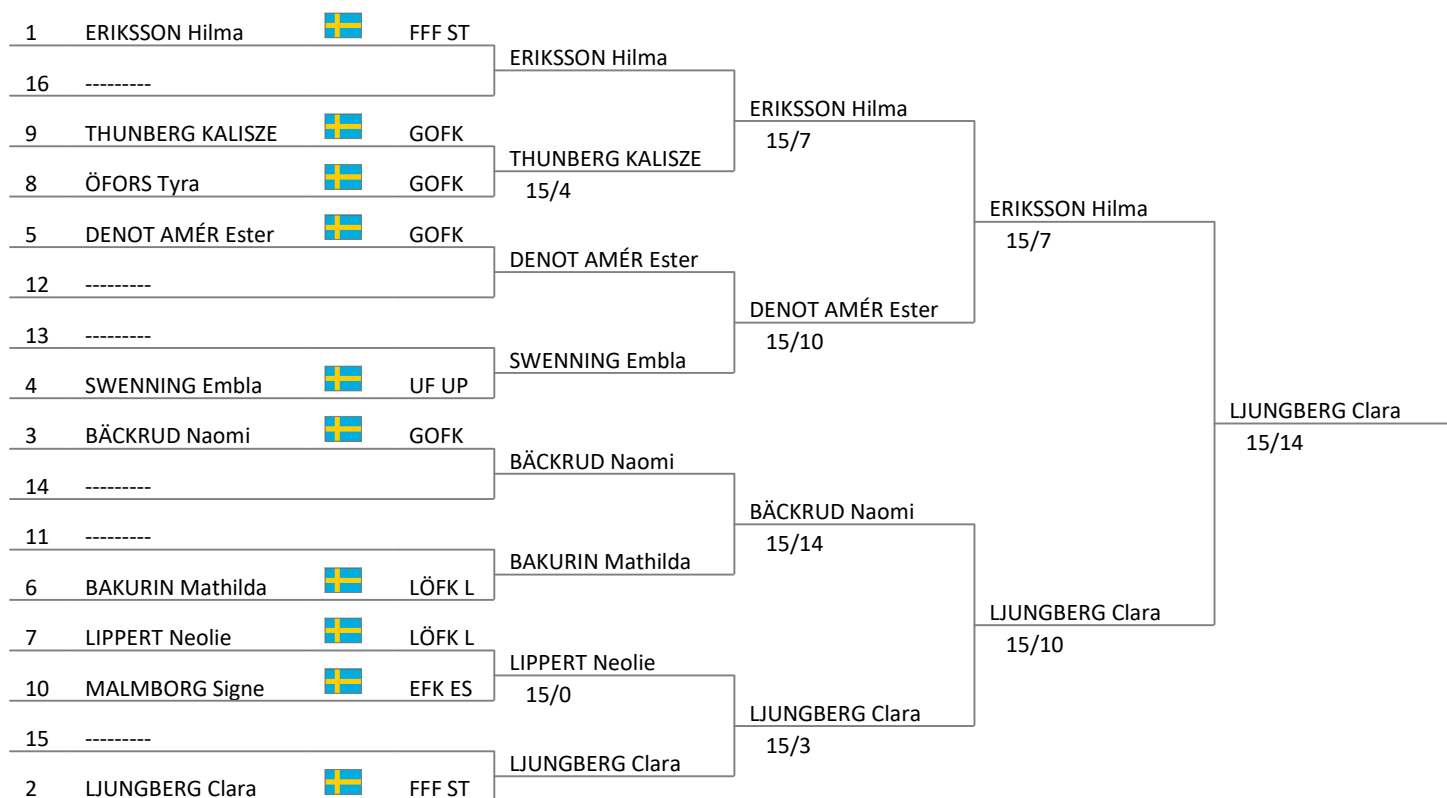 1 ERIKSSON Hilma FFF ST
ERIKSSON Hilma
16 ---------
ERIKSSON Hilma
9 THUNBERG KALISZE GOFK
15/7
THUNBERG KALISZE
8 ÖFORS Tyra GOFK
15/4
ERIKSSON Hilma
5 DENOT AMÉR Ester GOFK
15/7
DENOT AMÉR Ester
12 ---------
DENOT AMÉR Ester
13 ---------
15/10
SWENNING Embla
4 SWENNING Embla UF UP
LJUNGBERG Clara
3 BÄCKRUD Naomi GOFK
15/14
BÄCKRUD Naomi
14 ---------
BÄCKRUD Naomi
11 ---------
15/14
BAKURIN Mathilda
6 BAKURIN Mathilda LÖFK L
LJUNGBERG Clara
7 LIPPERT Neolie LÖFK L
15/10
LIPPERT Neolie
10 MALMBORG Signe EFK ES
15/0
LJUNGBERG Clara
15 ---------
15/3
LJUNGBERG Clara
2 LJUNGBERG Clara FFF ST